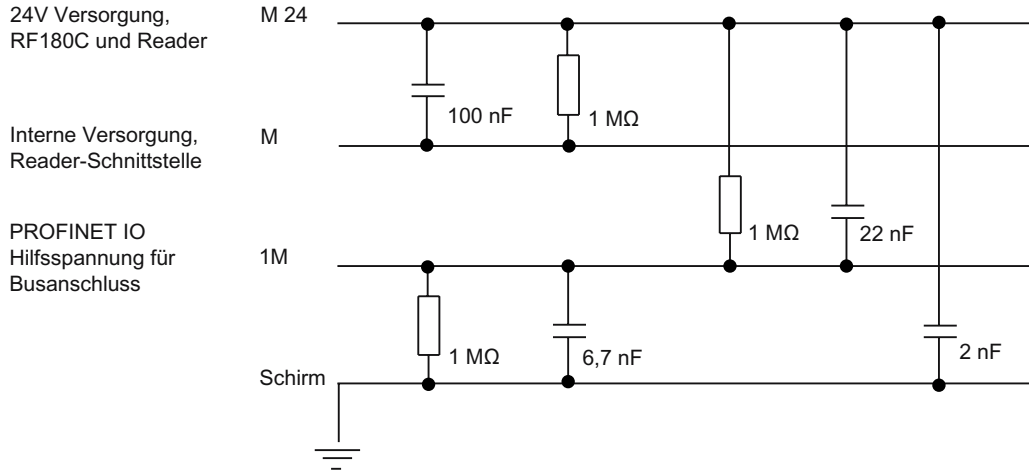 24V Versorgung,
RF180C und Reader
M 24
100 nF
1 MΩ
Interne Versorgung,
Reader-Schnittstelle
M
1 MΩ
22 nF
PROFINET IO
Hilfsspannung für
Busanschluss
1M
1 MΩ
6,7 nF
2 nF
Schirm